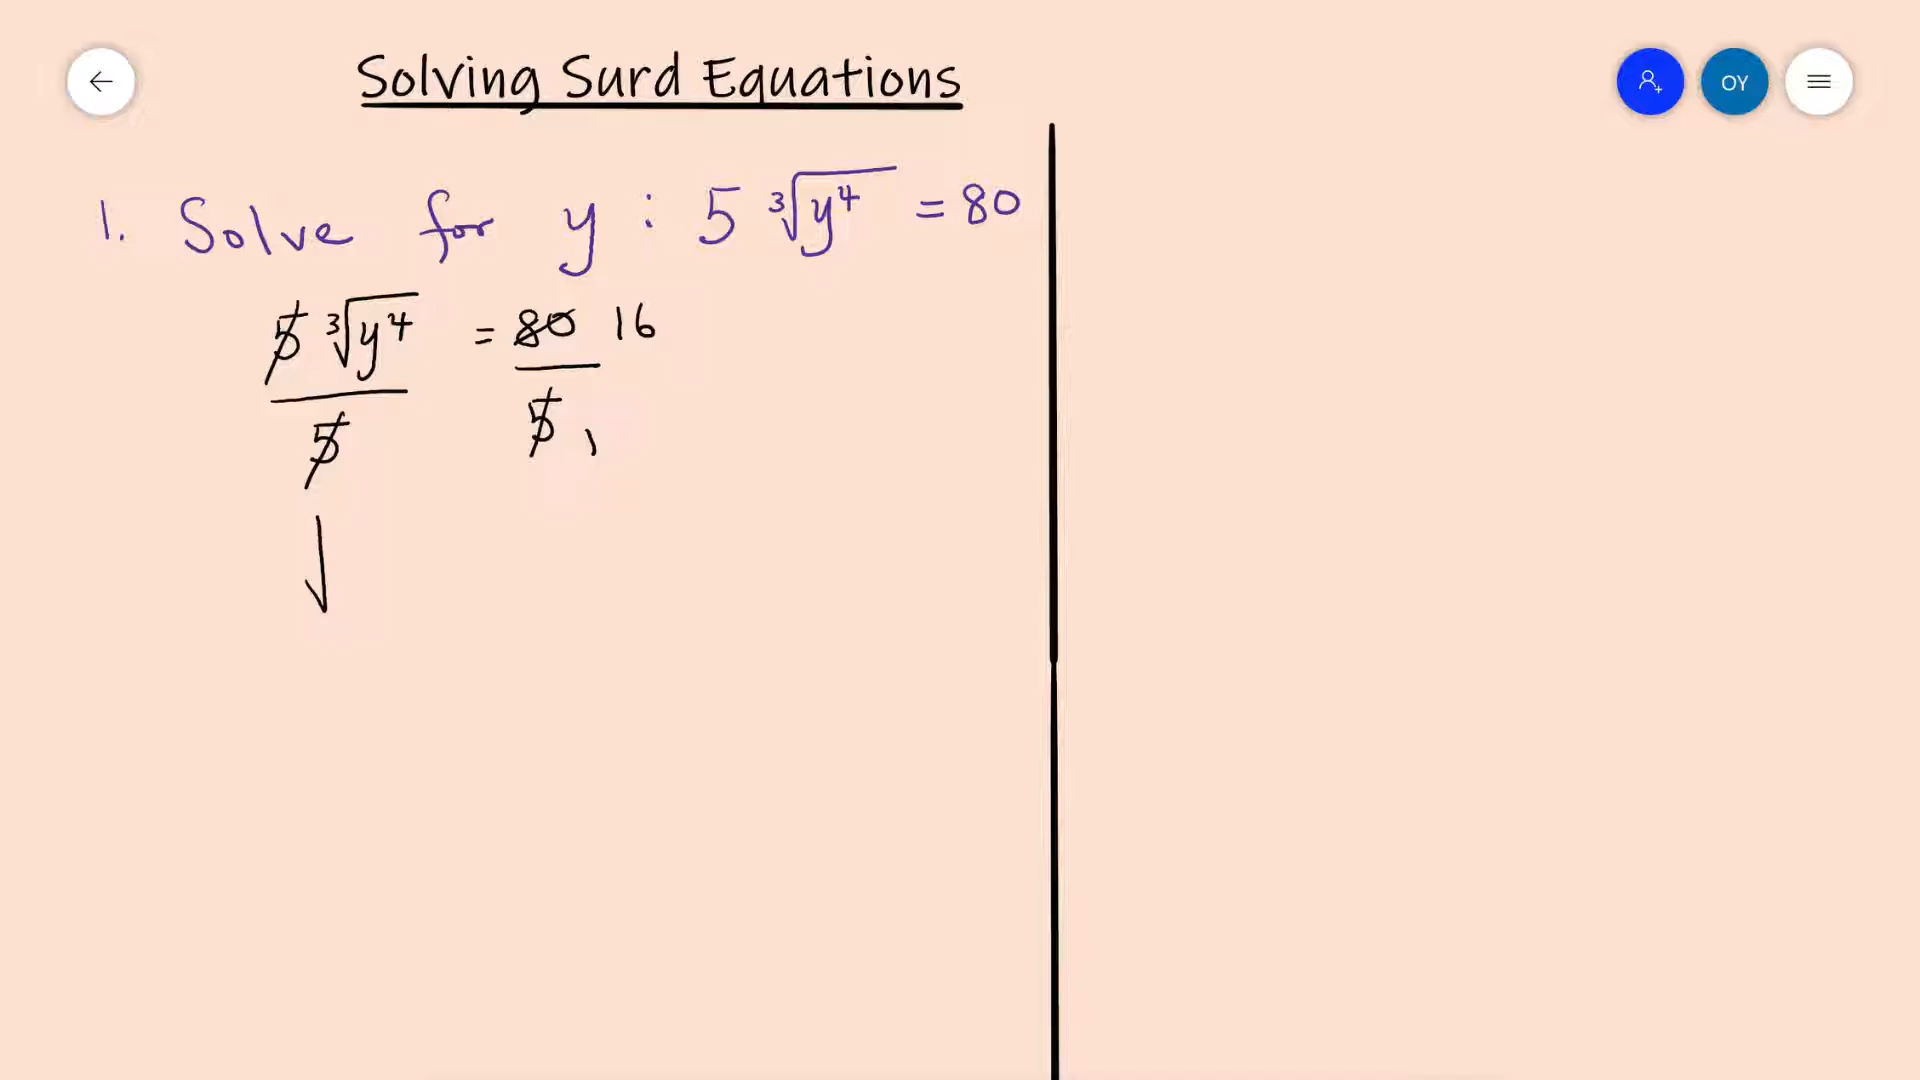 Solving Surd Equations
OY
1. Solve for y : 5 ∛y⁴ = 80
5 ∛y⁴ = 80 16
5 5 1
√